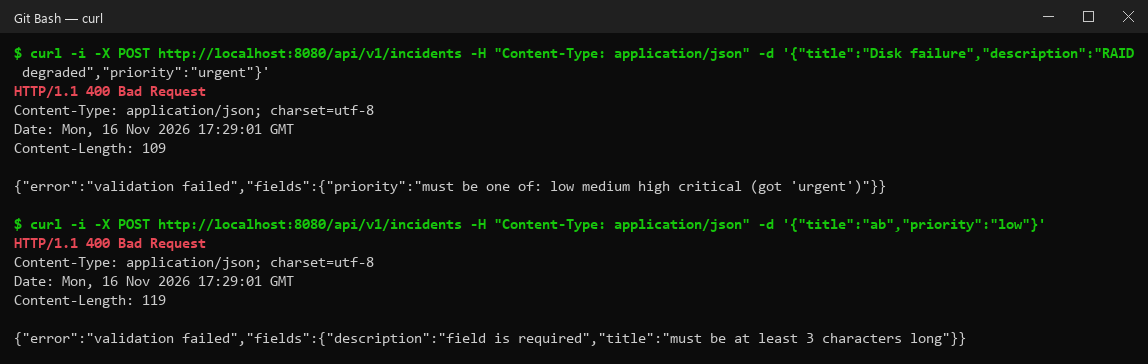 Git Bash — curl
$ curl -i -X POST http://localhost:8080/api/v1/incidents -H "Content-Type: application/json" -d '{"title":"Disk failure","description":"RAID
 degraded","priority":"urgent"}'
HTTP/1.1 400 Bad Request
Content-Type: application/json; charset=utf-8
Date: Mon, 16 Nov 2026 17:29:01 GMT
Content-Length: 109
{"error":"validation failed","fields":{"priority":"must be one of: low medium high critical (got 'urgent')"}}
$ curl -i -X POST http://localhost:8080/api/v1/incidents -H "Content-Type: application/json" -d '{"title":"ab","priority":"low"}'
HTTP/1.1 400 Bad Request
Content-Type: application/json; charset=utf-8
Date: Mon, 16 Nov 2026 17:29:01 GMT
Content-Length: 119
{"error":"validation failed","fields":{"description":"field is required","title":"must be at least 3 characters long"}}